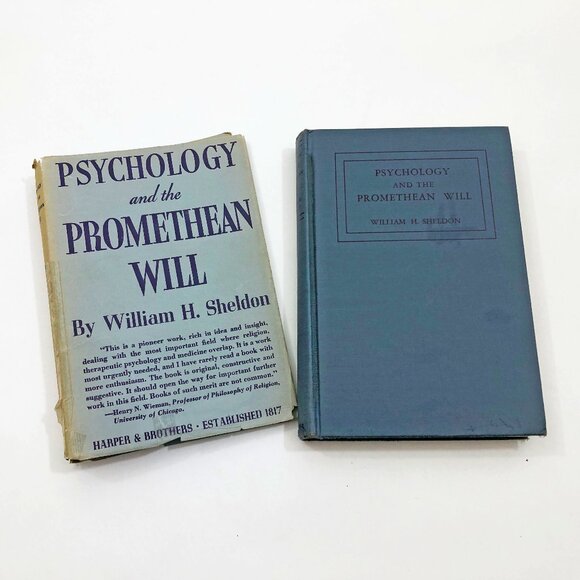 PSYCHOLOGY
and the
PROMETHEAN
WILL
By William H. Sheldon
"This is a pioneer work, rich in idea and insight,
dealing with the most important field where religion,
therapeutic psychology and medicine overlap. It is a work
most urgently needed, and I have rarely read a book with
more enthusiasm. The book is original, constructive and
suggestive. It should open the way for important further
work in this field. Books of such merit are not common."
—Henry N. Wieman, Professor of Philosophy of Religion,
University of Chicago.
HARPER & BROTHERS · ESTABLISHED 1817
PSYCHOLOGY
AND THE
PROMETHEAN WILL
WILLIAM H. SHELDON